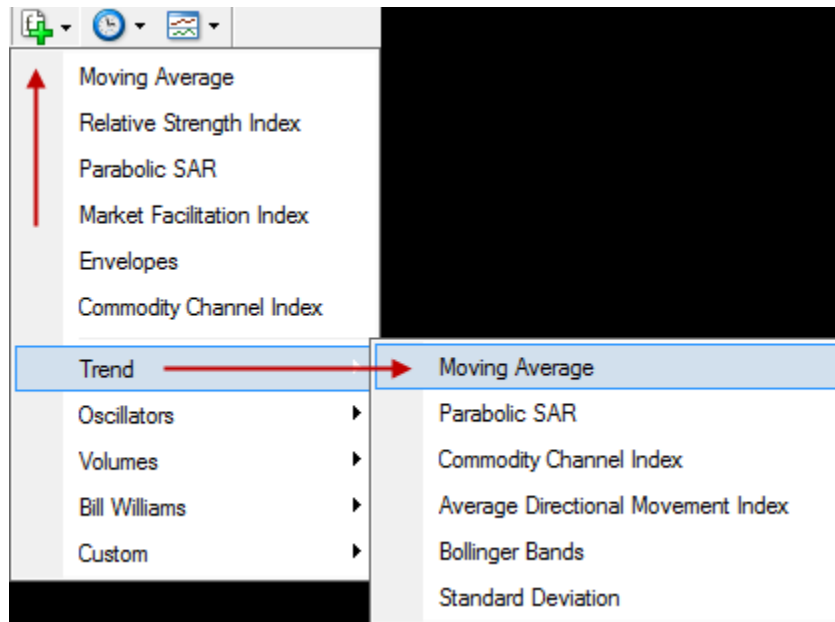 Moving Average
Relative Strength Index
Parabolic SAR
Market Facilitation Index
Envelopes
Commodity Channel Index
Trend
Oscillators
Volumes
Bill Williams
Custom
Moving Average
Parabolic SAR
Commodity Channel Index
Average Directional Movement Index
Bollinger Bands
Standard Deviation